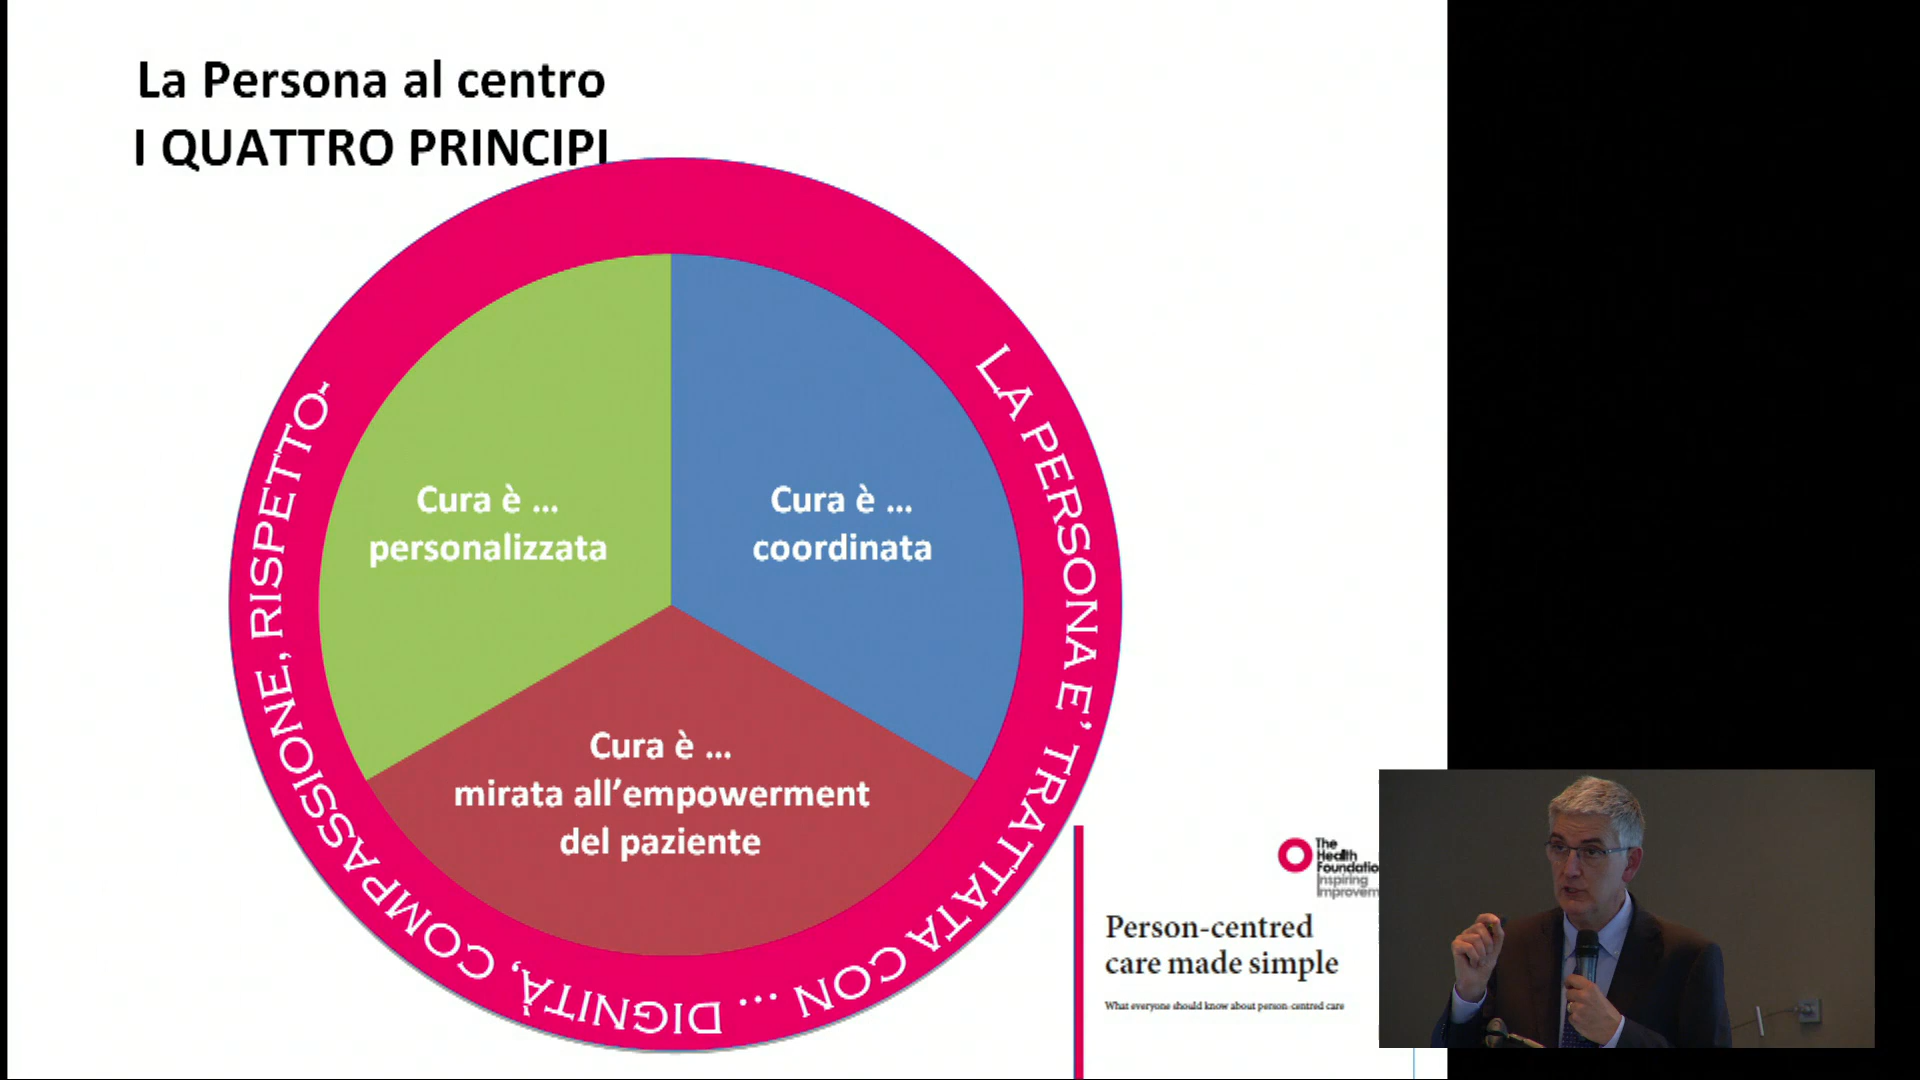 La Persona al centro
I QUATTRO PRINCIPI
Cura è ...
personalizzata
Cura è ...
coordinata
Cura è ...
mirata all’empowerment
del paziente
LA PERSONA E’ TRATTATA CON ... DIGNITÀ, COMPASSIONE, RISPETTO
The
Health
Foundatio
Inspiring
Improvem
Person-centred
care made simple
What everyone should know about person-centred care